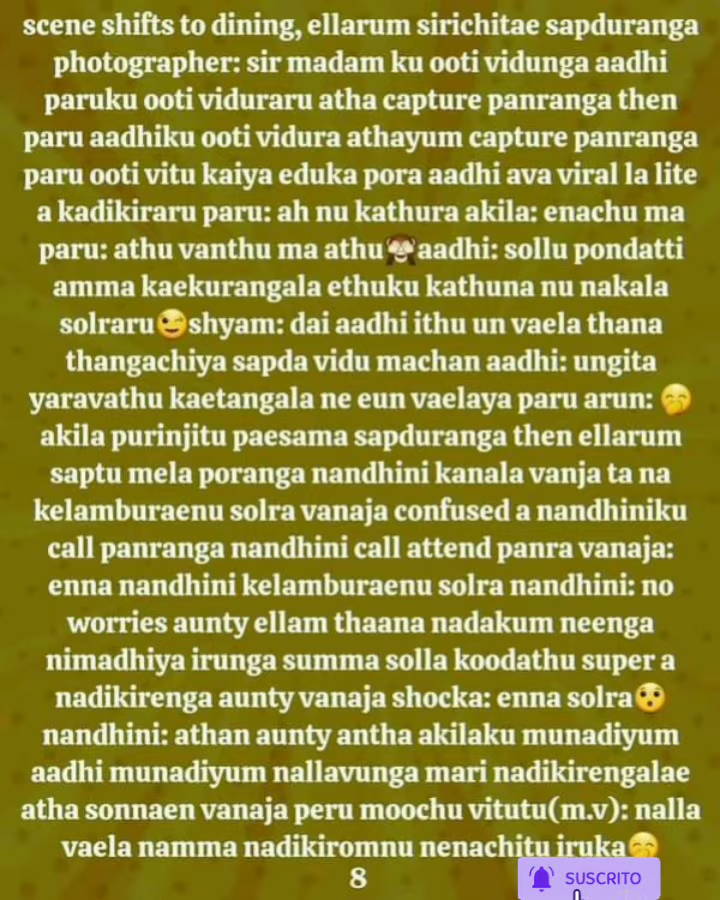 scene shifts to dining, ellarum sirichitae sapduranga
photographer: sir madam ku ooti vidunga aadhi
paruku ooti viduraru atha capture panranga then
paru aadhiku ooti vidura athayum capture panranga
paru ooti vitu kaiya eduka pora aadhi ava viral la lite
a kadikiraru paru: ah nu kathura akila: enachu ma
paru: athu vanthu ma athu🙈aadhi: sollu pondatti
amma kaekurangala ethuku kathuna nu nakala
solraru😉shyam: dai aadhi ithu un vaela thana
thangachiya sapda vidu machan aadhi: ungita
yaravathu kaetangala ne eun vaelaya paru arun: 🤭
akila purinjitu paesama sapduranga then ellarum
saptu mela poranga nandhini kanala vanja ta na
kelamburaenu solra vanaja confused a nandhiniku
call panranga nandhini call attend panra vanaja:
enna nandhini kelamburaenu solra nandhini: no
worries aunty ellam thaana nadakum neenga
nimadhiya irunga summa solla koodathu super a
nadikirenga aunty vanaja shocka: enna solra😯
nandhini: athan aunty antha akilaku munadiyum
aadhi munadiyum nallavunga mari nadikirengalae
atha sonnaen vanaja peru moochu vitutu(m.v): nalla
vaela namma nadikiromnu nenachitu iruka🤭
8
SUSCRITO